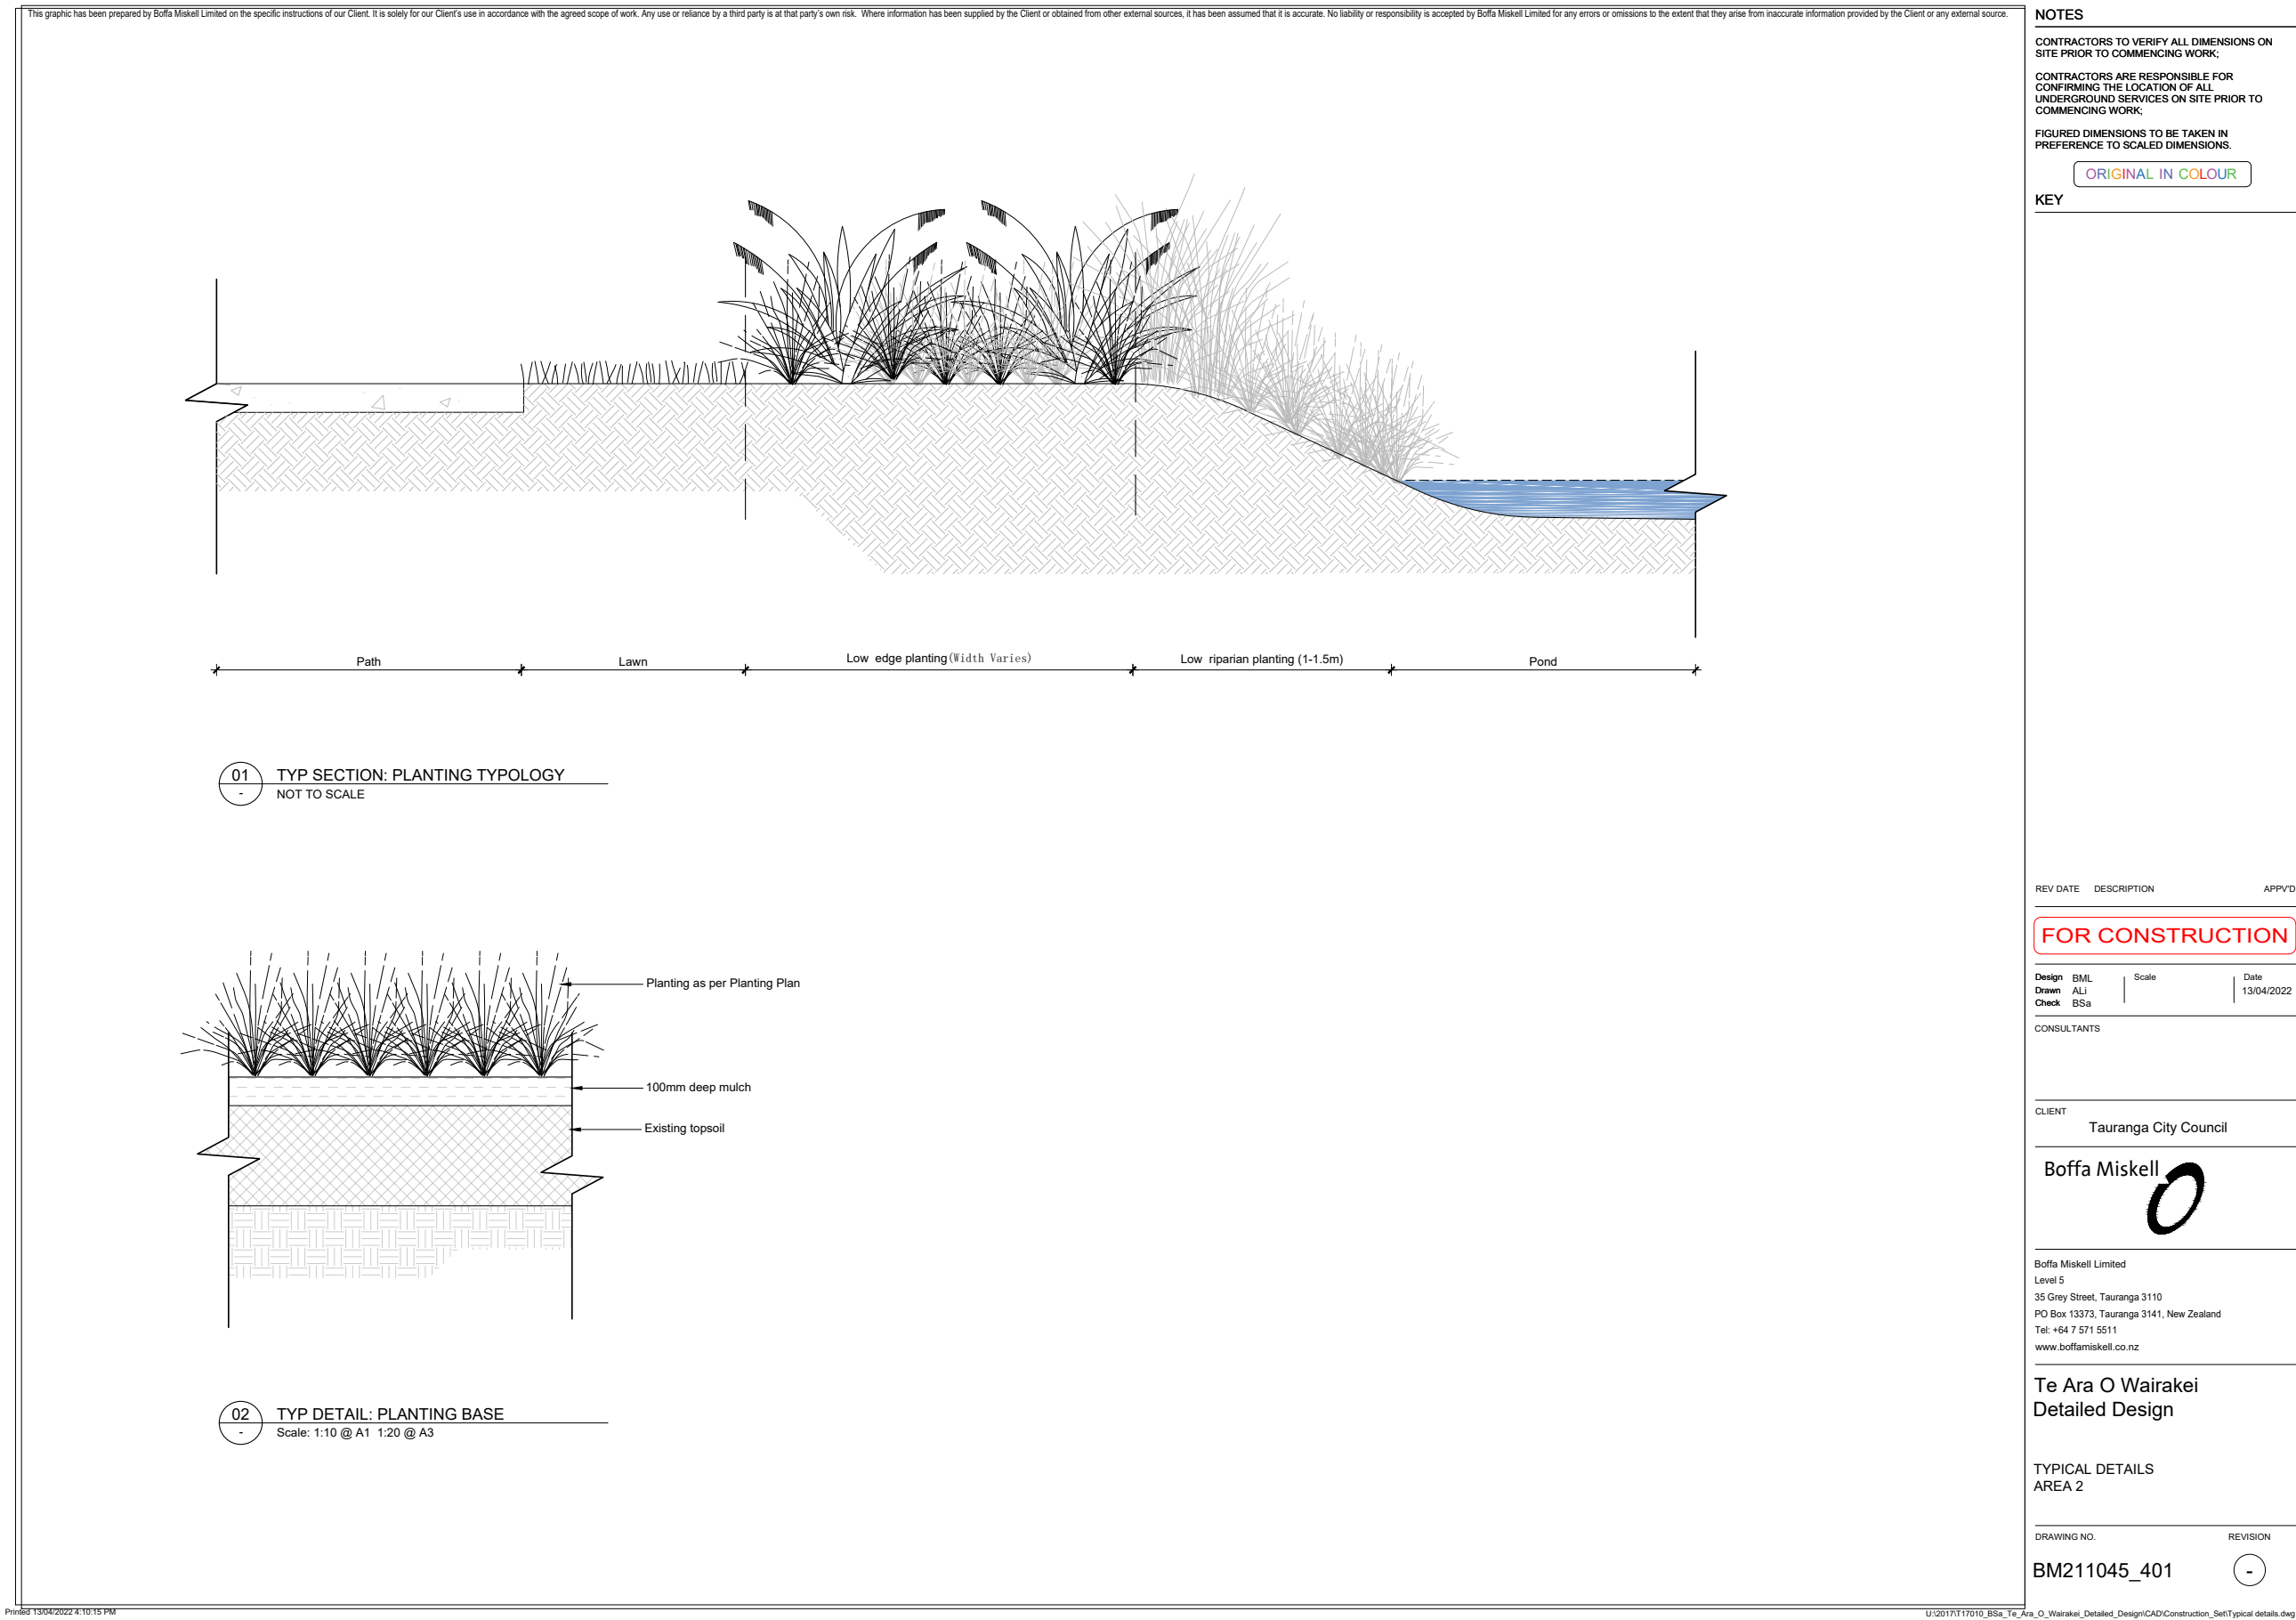 This graphic has been prepared by Boffa Miskell Limited on the specific instructions of our Client. It is solely for our Client's use in accordance with the agreed scope of work. Any use or reliance by a third party is at that party's own risk. Where information has been supplied by the Client or obtained from other external sources, it has been assumed that it is accurate. No liability or responsibility is accepted by Boffa Miskell Limited for any errors or omissions to the extent that they arise from inaccurate information provided by the Client or any external source.
Path
Lawn
Low edge planting(Width Varies)
Low riparian planting (1-1.5m)
Pond
01
-
TYP SECTION: PLANTING TYPOLOGY
NOT TO SCALE
Planting as per Planting Plan
100mm deep mulch
Existing topsoil
02
-
TYP DETAIL: PLANTING BASE
Scale: 1:10 @ A1 1:20 @ A3
NOTES
CONTRACTORS TO VERIFY ALL DIMENSIONS ON
SITE PRIOR TO COMMENCING WORK;
CONTRACTORS ARE RESPONSIBLE FOR
CONFIRMING THE LOCATION OF ALL
UNDERGROUND SERVICES ON SITE PRIOR TO
COMMENCING WORK;
FIGURED DIMENSIONS TO BE TAKEN IN
PREFERENCE TO SCALED DIMENSIONS.
ORIGINAL IN COLOUR
KEY
REV DATE DESCRIPTION APPV'D
FOR CONSTRUCTION
Design BML Scale Date
Drawn ALi 13/04/2022
Check BSa
CONSULTANTS
CLIENT
Tauranga City Council
Boffa Miskell
Boffa Miskell Limited
Level 5
35 Grey Street, Tauranga 3110
PO Box 13373, Tauranga 3141, New Zealand
Tel: +64 7 571 5511
www.boffamiskell.co.nz
Te Ara O Wairakei
Detailed Design
TYPICAL DETAILS
AREA 2
DRAWING NO. REVISION
BM211045_401 -
Printed 13/04/2022 4:10:15 PM
U:\2017\T17010_BSa_Te_Ara_O_Wairakei_Detailed_Design\CAD\Construction_Set\Typical details.dwg